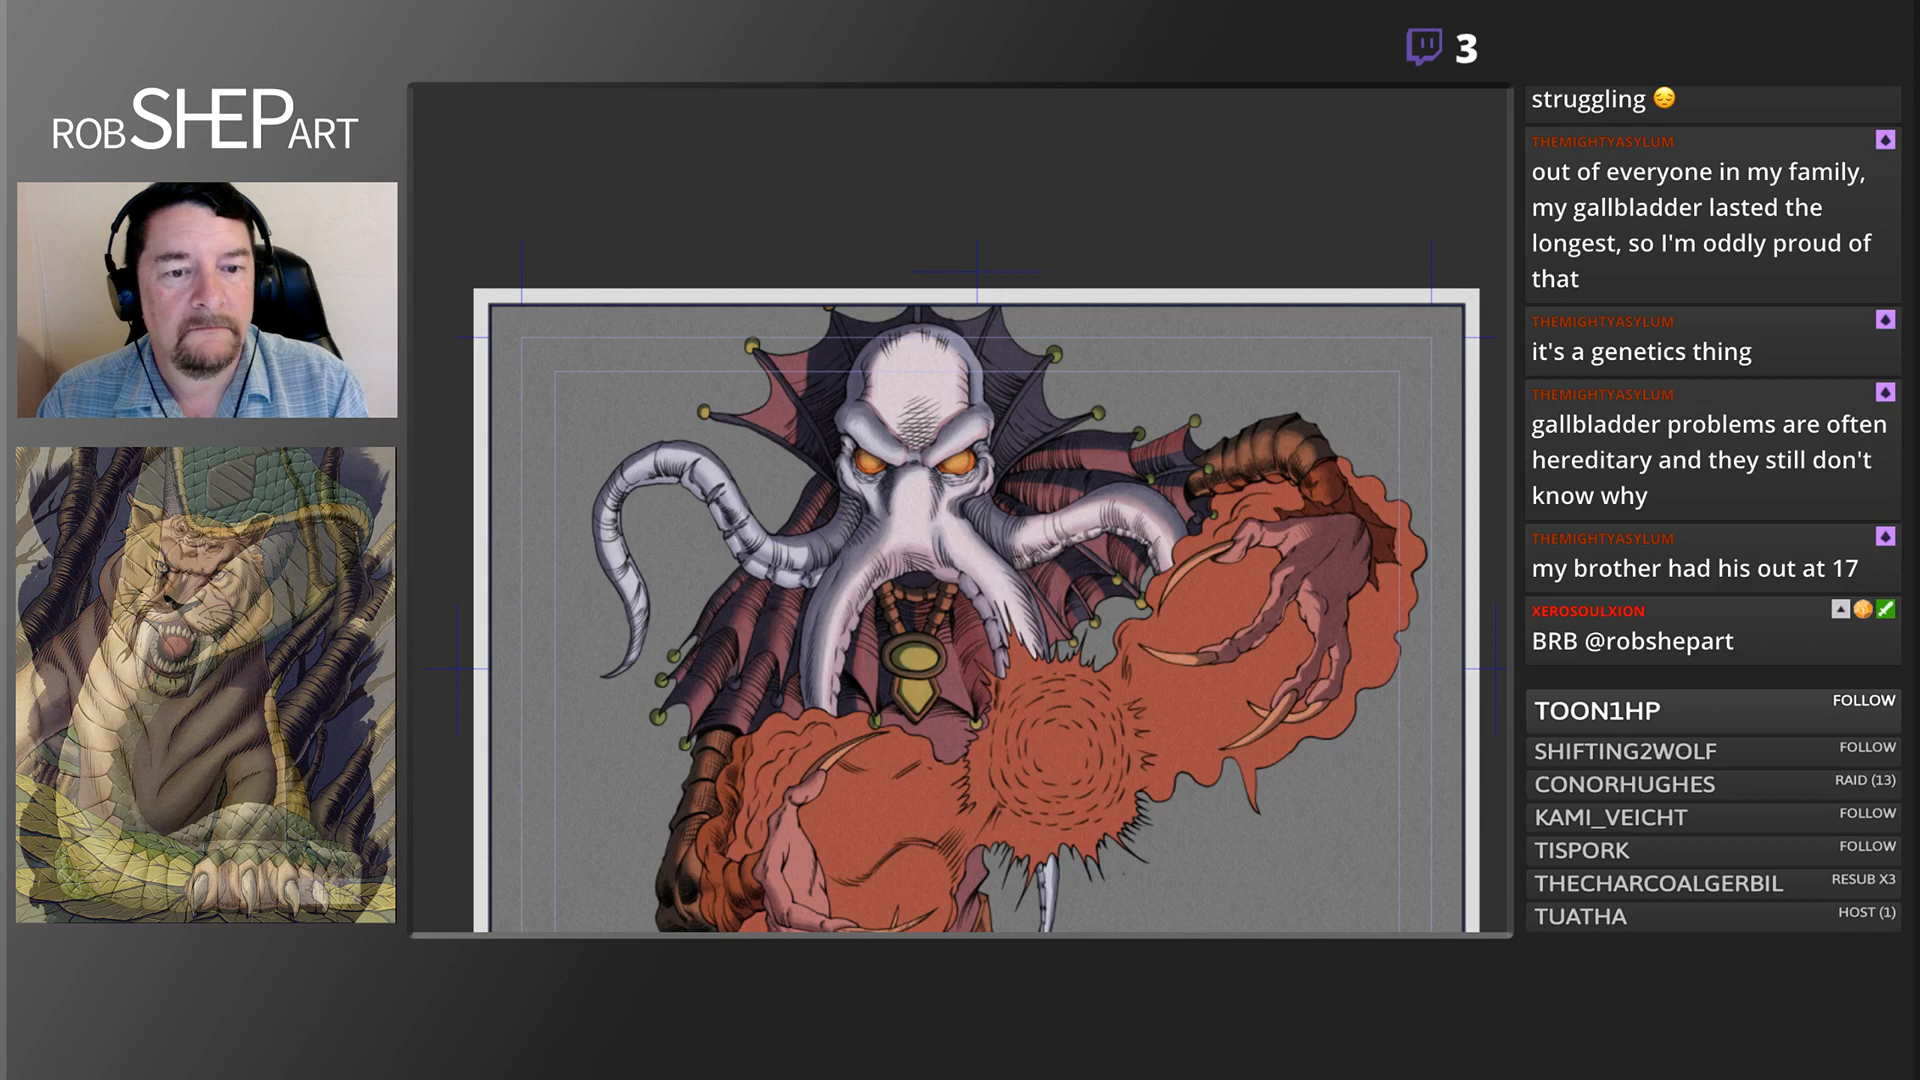 3
ROB SHEP ART
struggling 😔
THEMIGHTYASYLUM
out of everyone in my family,
my gallbladder lasted the
longest, so I'm oddly proud of
that
THEMIGHTYASYLUM
it's a genetics thing
THEMIGHTYASYLUM
gallbladder problems are often
hereditary and they still don't
know why
THEMIGHTYASYLUM
my brother had his out at 17
XEROSOULXION
BRB @robshepart
TOON1HP FOLLOW
SHIFTING2WOLF FOLLOW
CONORHUGHES RAID (13)
KAMI_VEICHT FOLLOW
TISPORK FOLLOW
THECHARCOALGERBIL RESUB X3
TUATHA HOST (1)